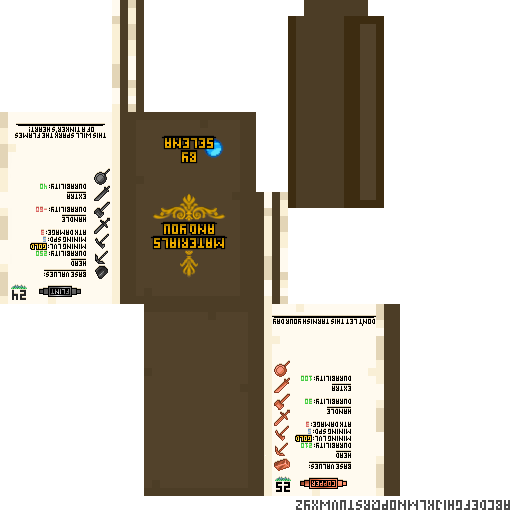 MATERIALS
AND YOU
BY
SELENA
FLINT
24
BASE VALUES:
HEAD
DURABILITY:250
MINING LVL:GOLD
MINING SPD:
ATK DAMAGE:3
HANDLE
DURABILITY:-60
EXTRA
DURABILITY:40
THIS WILL SPARK THE FLAMES
OF A TINKER'S HEART!
COPPER
25
BASE VALUES:
HEAD
DURABILITY:210
MINING LVL:GOLD
MINING SPD:
ATK DAMAGE:3
HANDLE
DURABILITY:30
EXTRA
DURABILITY:100
DON'T LET THIS TARNISH YOUR DAY
ABCDEFGHIJKLMNOPQRSTUVWXYZ